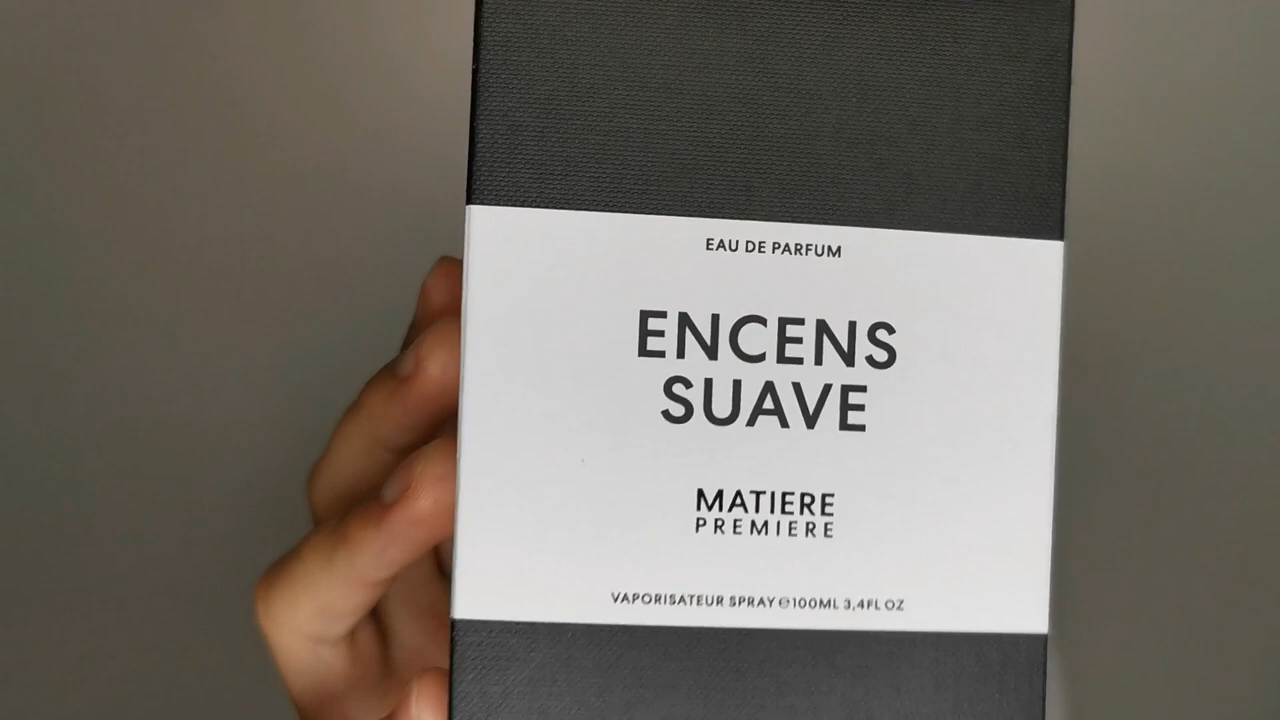 EAU DE PARFUM
ENCENS
SUAVE
MATIERE
PREMIERE
VAPORISATEUR SPRAY ℮100ML 3,4FL OZ